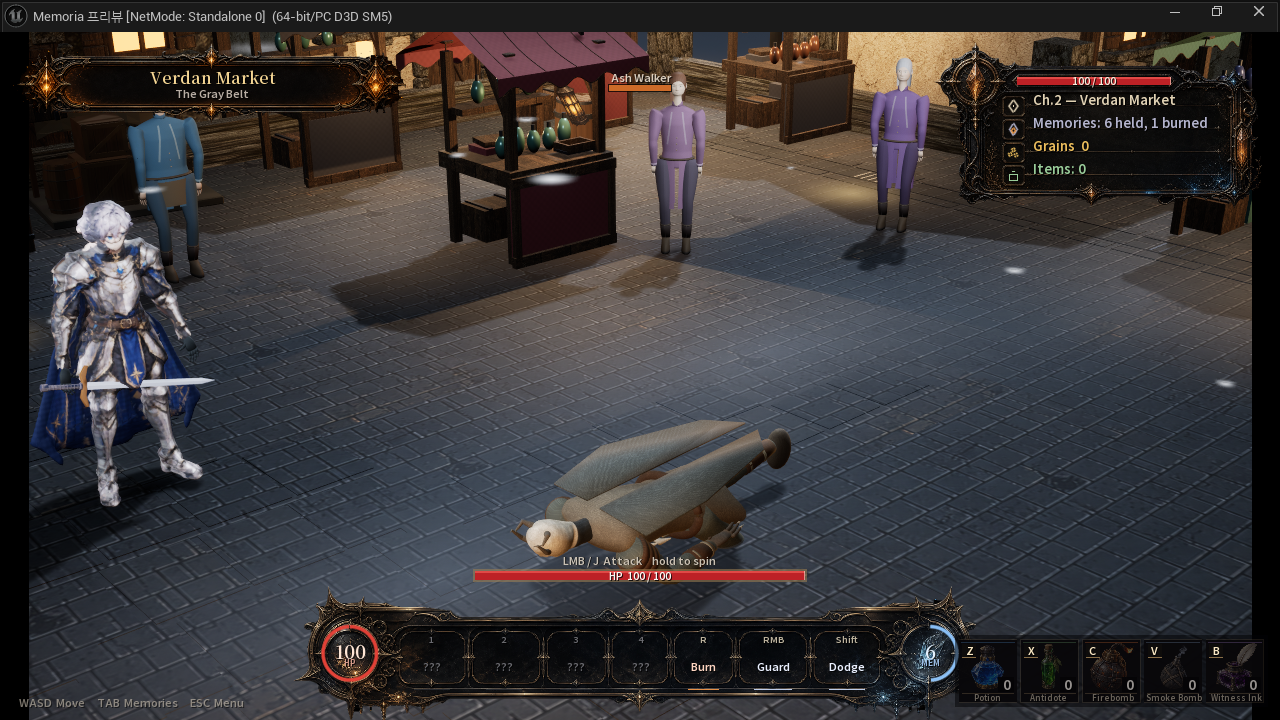 Memoria 프리뷰 [NetMode: Standalone 0]  (64-bit/PC D3D SM5)
Verdan Market
The Gray Belt
Ash Walker
100 / 100
Ch.2 — Verdan Market
Memories: 6 held, 1 burned
Grains 0
Items: 0
LMB / J Attack   hold to spin
HP 100 / 100
100
HP
1
???
2
???
3
???
4
???
R
Burn
RMB
Guard
Shift
Dodge
6
MEM
Z
0
Potion
X
0
Antidote
C
0
Firebomb
V
0
Smoke Bomb
B
0
Witness Ink
WASD Move   TAB Memories   ESC Menu